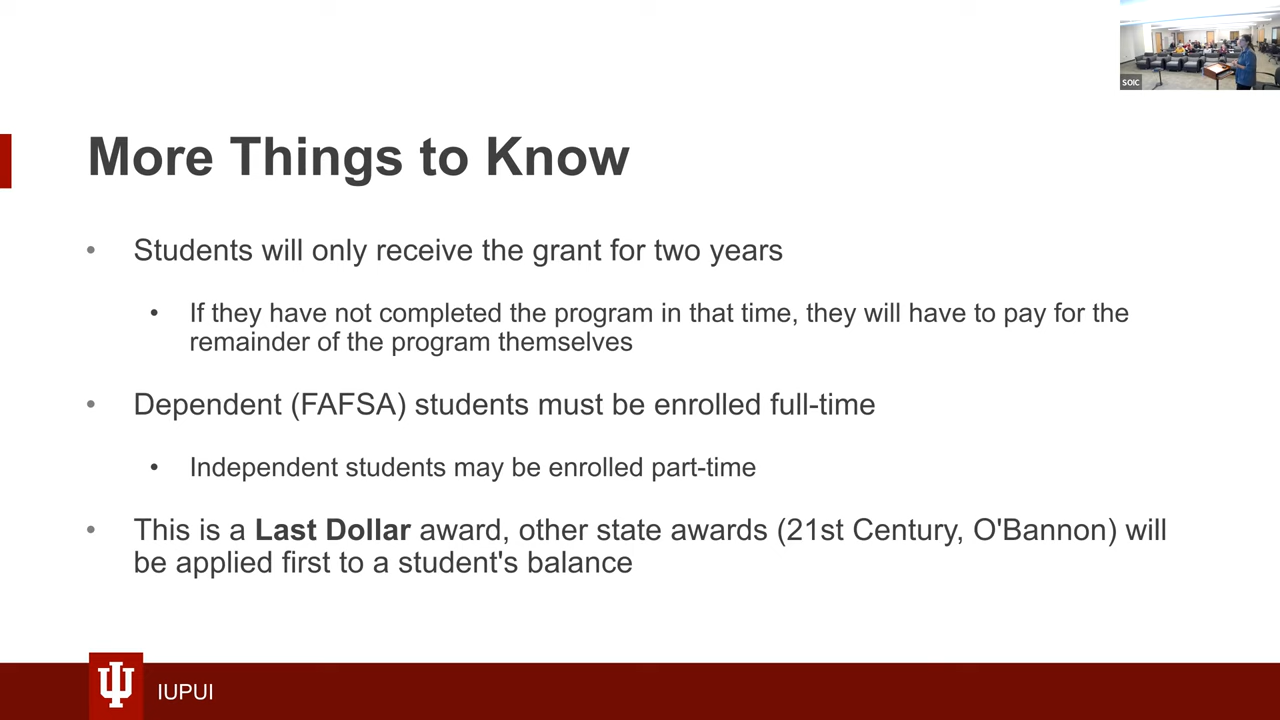 SOIC
More Things to Know
• Students will only receive the grant for two years
• If they have not completed the program in that time, they will have to pay for the
remainder of the program themselves
• Dependent (FAFSA) students must be enrolled full-time
• Independent students may be enrolled part-time
• This is a Last Dollar award, other state awards (21st Century, O'Bannon) will
be applied first to a student's balance
IUPUI